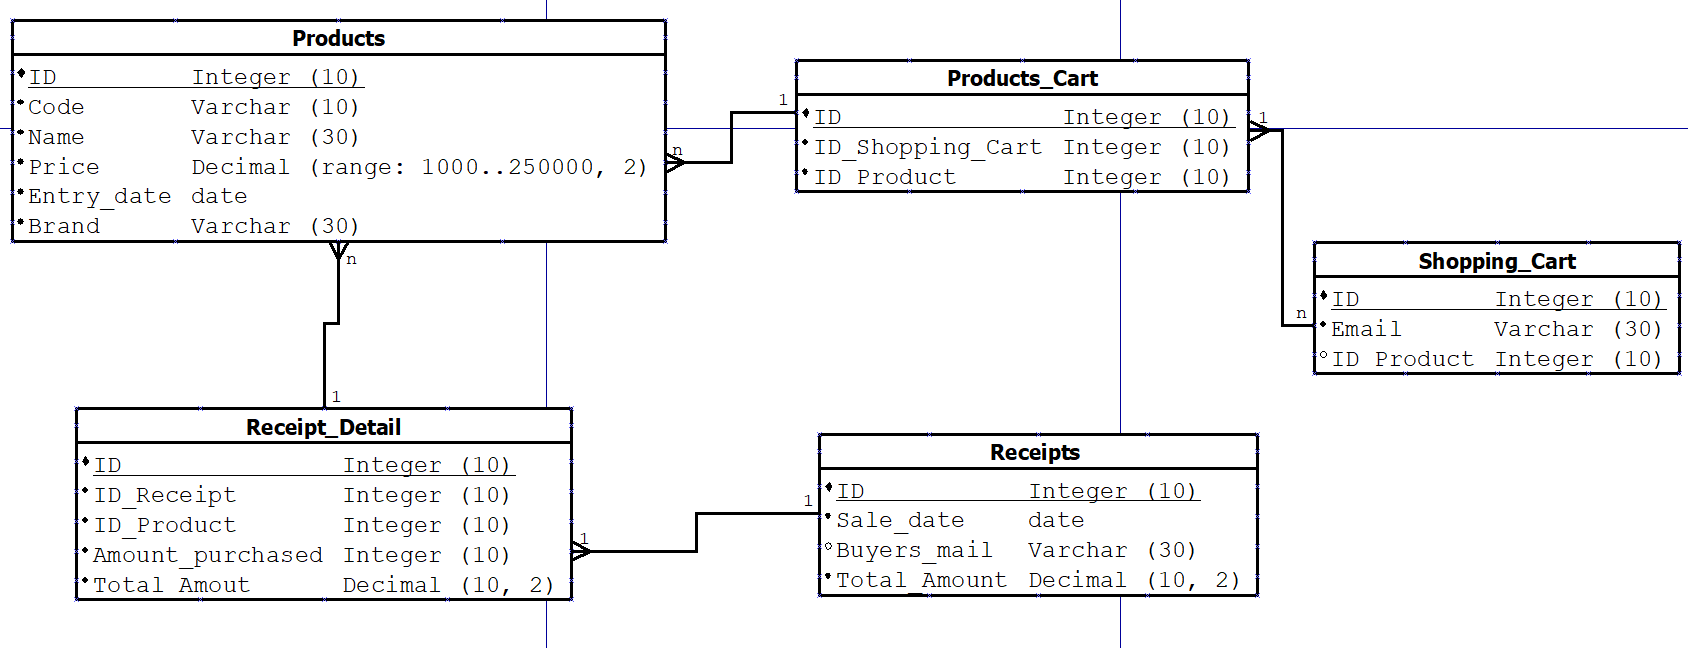 Products
ID Integer (10)
Code Varchar (10)
Name Varchar (30)
Price Decimal (range: 1000..250000, 2)
Entry_date date
Brand Varchar (30)
n
n
1
Products_Cart
ID Integer (10)
ID_Shopping_Cart Integer (10)
ID_Product Integer (10)
1
n
Shopping_Cart
ID Integer (10)
Email Varchar (30)
ID_Product Integer (10)
1
Receipt_Detail
ID Integer (10)
ID_Receipt Integer (10)
ID_Product Integer (10)
Amount_purchased Integer (10)
Total_Amout Decimal (10, 2)
1
1
Receipts
ID Integer (10)
Sale_date date
Buyers_mail Varchar (30)
Total_Amount Decimal (10, 2)